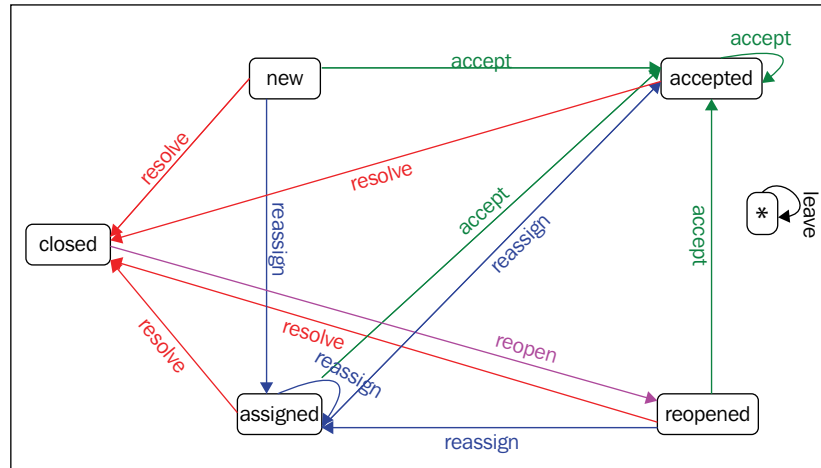 accept
new
accept
accepted
resolve
resolve
accept
leave
*
closed
reassign
reassign
accept
resolve
reopen
resolve
reassign
assigned
reopened
reassign